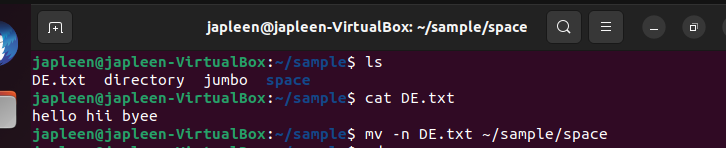 japleen@japleen-VirtualBox: ~/sample/space
japleen@japleen-VirtualBox:~/sample$ ls
DE.txt directory jumbo space
japleen@japleen-VirtualBox:~/sample$ cat DE.txt
hello hii byee
japleen@japleen-VirtualBox:~/sample$ mv -n DE.txt ~/sample/space